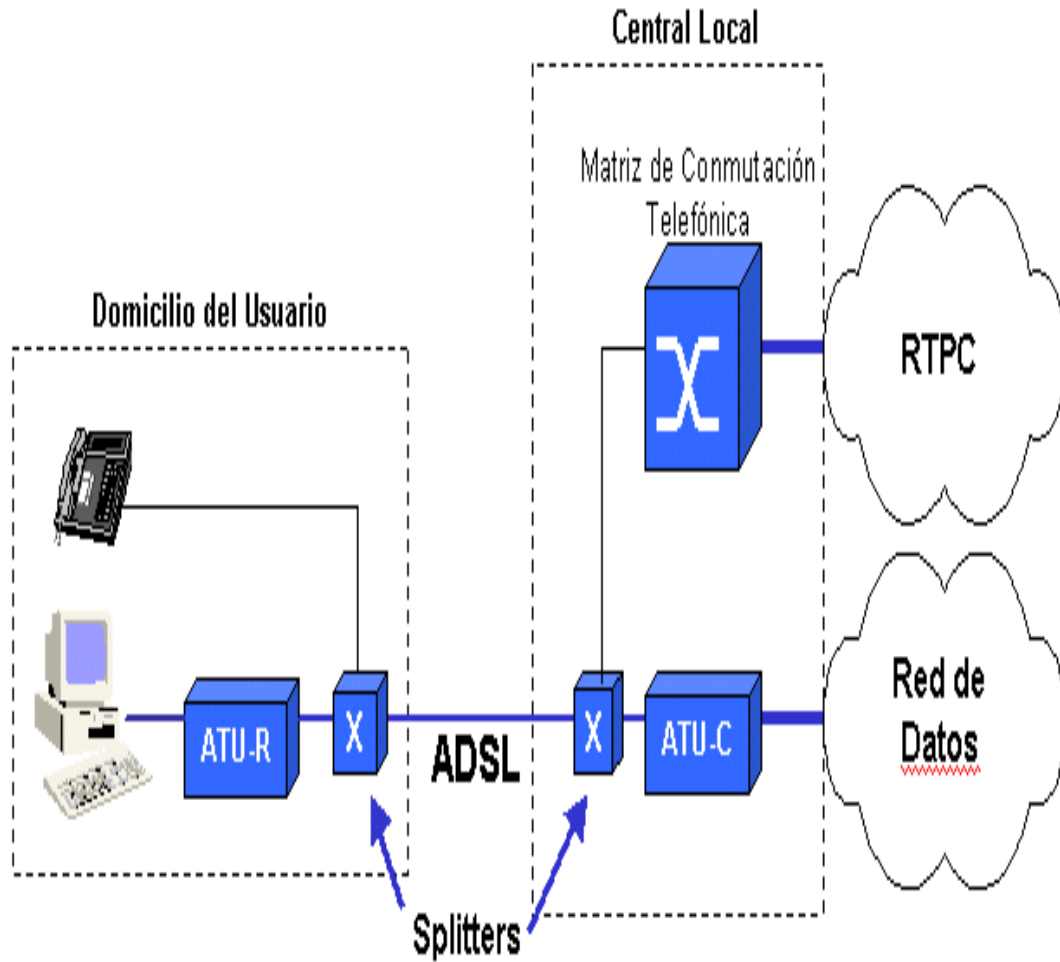 Central Local
Matriz de Conmutación
Telefónica
Domicilio del Usuario
RTPC
ATU-R
X
ADSL
X
ATU-C
Red de
Datos
Splitters